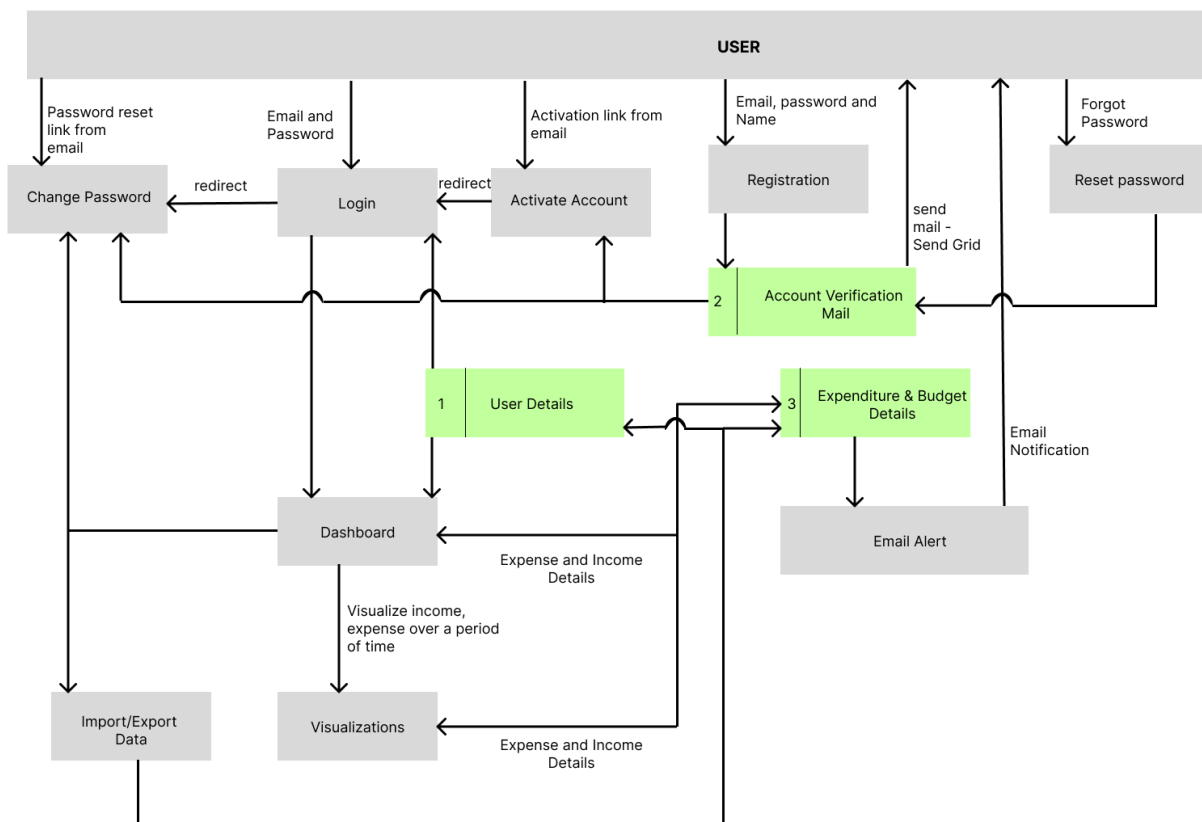 USER
Password reset
link from
email
Email and
Password
Activation link from
email
Email, password and
Name
Forgot
Password
Change Password
redirect
Login
redirect
Activate Account
Registration
Reset password
send
mail -
Send Grid
2
Account Verification
Mail
1
User Details
3
Expenditure & Budget
Details
Email
Notification
Dashboard
Expense and Income
Details
Email Alert
Visualize income,
expense over a period
of time
Import/Export
Data
Visualizations
Expense and Income
Details